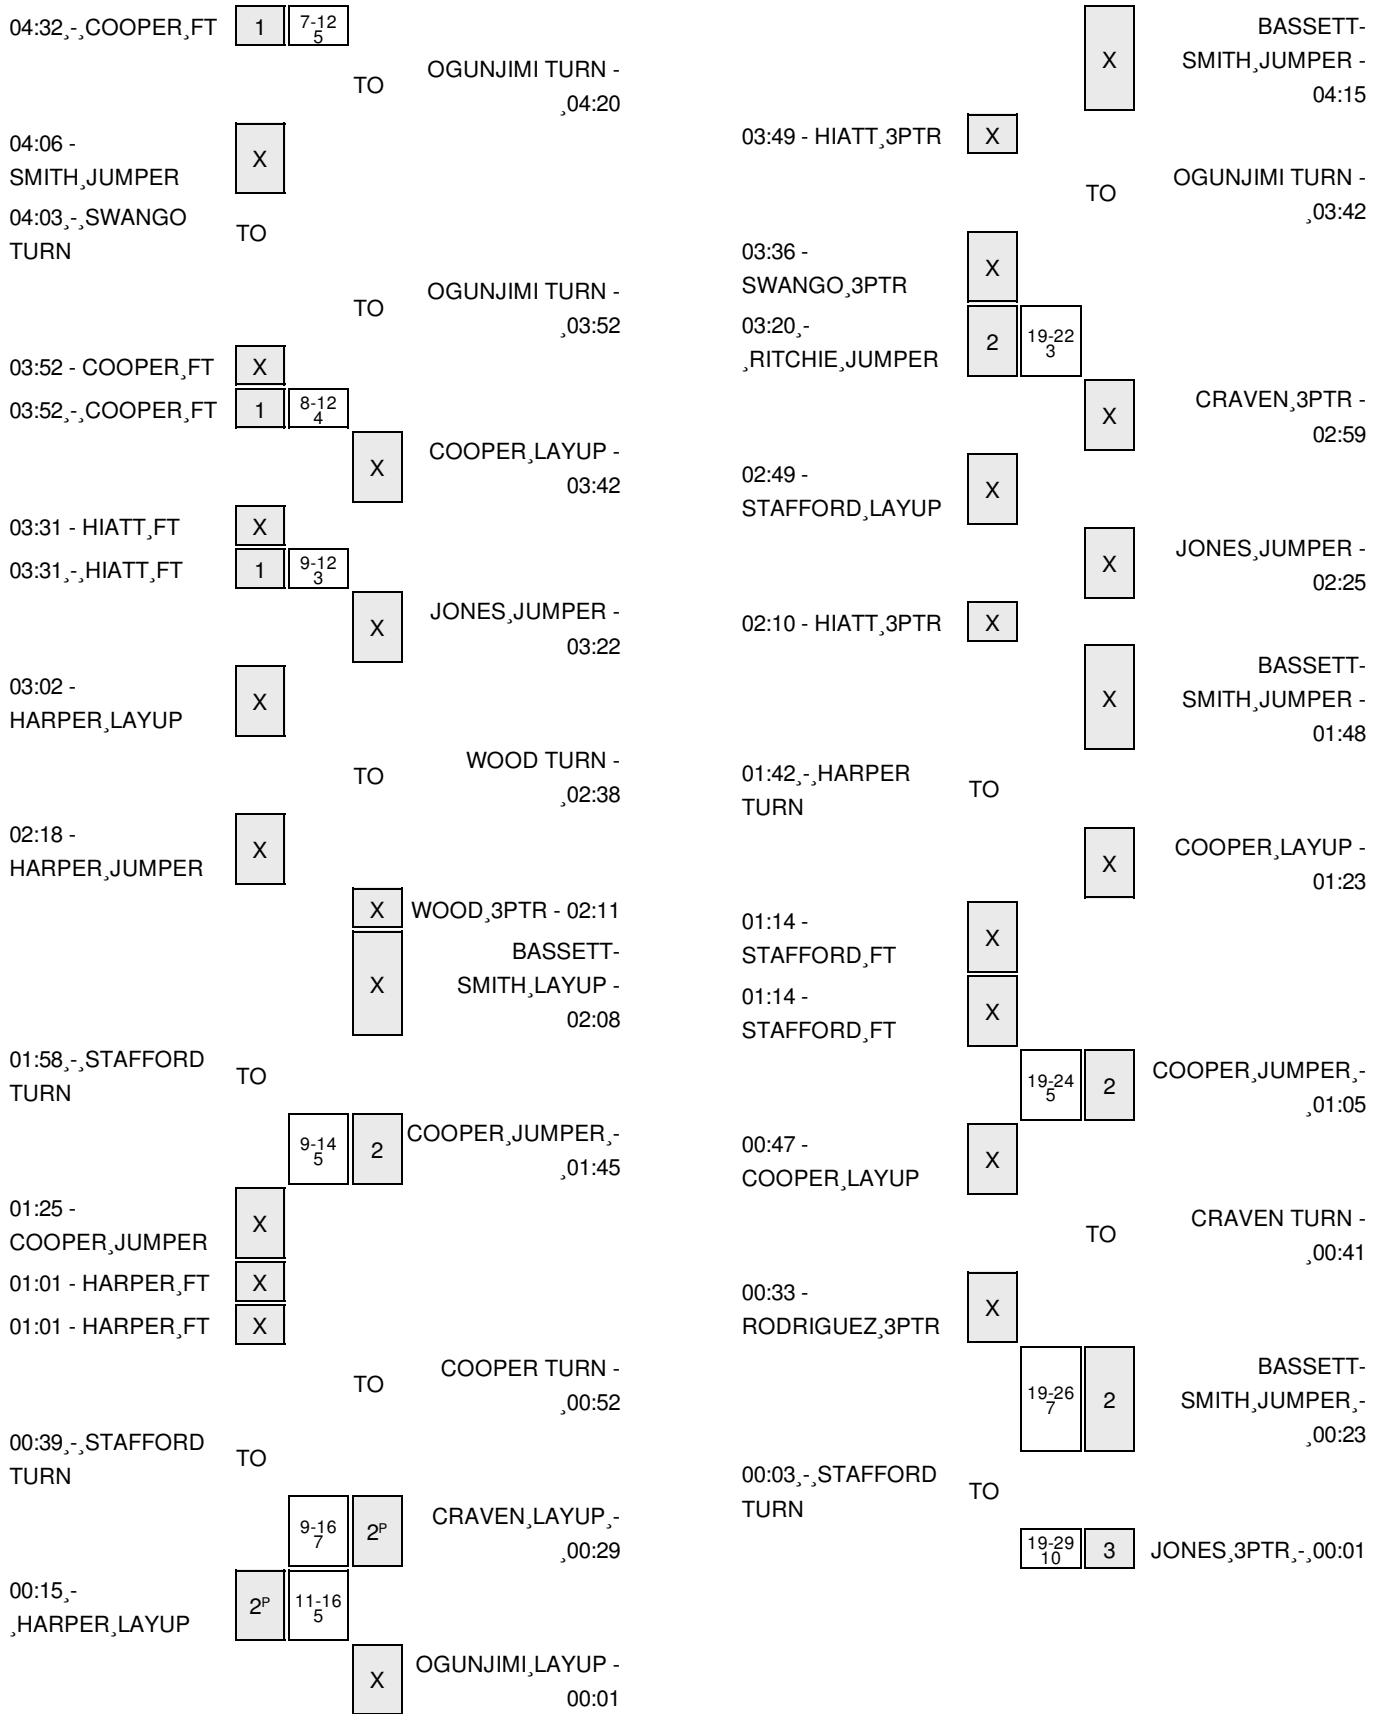 04:32¸-¸COOPER¸FT 1 7-12
5
TO OGUNJIMI TURN -
¸04:20
04:06 -
SMITH¸JUMPER X
04:03¸-¸SWANGO
TURN TO
TO OGUNJIMI TURN -
¸03:52
03:52 - COOPER¸FT X
03:52¸-¸COOPER¸FT 1 8-12
4
X COOPER¸LAYUP -
03:42
03:31 - HIATT¸FT X
03:31¸-¸HIATT¸FT 1 9-12
3
X JONES¸JUMPER -
03:22
03:02 -
HARPER¸LAYUP X
TO WOOD TURN -
¸02:38
02:18 -
HARPER¸JUMPER X
X WOOD¸3PTR - 02:11
BASSETT-
X SMITH¸LAYUP -
02:08
01:58¸-¸STAFFORD
TURN TO
9-14
5 2 COOPER¸JUMPER¸-
¸01:45
01:25 -
COOPER¸JUMPER X
01:01 - HARPER¸FT X
01:01 - HARPER¸FT X
TO COOPER TURN -
¸00:52
00:39¸-¸STAFFORD
TURN TO
9-16
7 2P CRAVEN¸LAYUP¸-
¸00:29
00:15¸-
¸HARPER¸LAYUP 2P 11-16
5
X OGUNJIMI¸LAYUP -
00:01
BASSETT-
X SMITH¸JUMPER -
04:15
03:49 - HIATT¸3PTR X
TO OGUNJIMI TURN -
¸03:42
03:36 -
SWANGO¸3PTR X
03:20¸-
¸RITCHIE¸JUMPER 2 19-22
3
X CRAVEN¸3PTR -
02:59
02:49 -
STAFFORD¸LAYUP X
X JONES¸JUMPER -
02:25
02:10 - HIATT¸3PTR X
BASSETT-
X SMITH¸JUMPER -
01:48
01:42¸-¸HARPER
TURN TO
X COOPER¸LAYUP -
01:23
01:14 -
STAFFORD¸FT X
01:14 -
STAFFORD¸FT X
19-24
5 2 COOPER¸JUMPER¸-
¸01:05
00:47 -
COOPER¸LAYUP X
TO CRAVEN TURN -
¸00:41
00:33 -
RODRIGUEZ¸3PTR X
BASSETT-
19-26
7 2 SMITH¸JUMPER¸-
¸00:23
00:03¸-¸STAFFORD
TURN TO
19-29
10 3 JONES¸3PTR¸-¸00:01